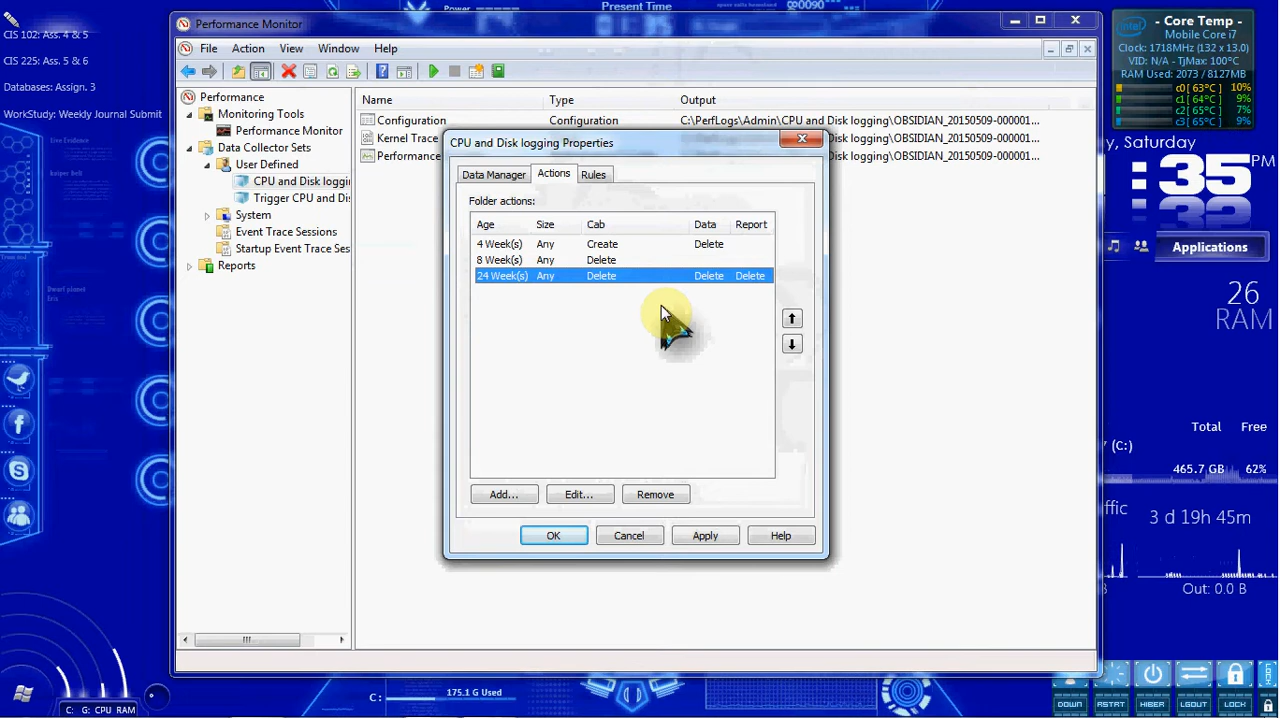 CIS 102: Ass. 4 & 5
CIS 225: Ass. 5 & 6
Databases: Assign. 3
WorkStudy: Weekly Journal Submit
Power
Present Time
Performance Monitor
File Action View Window Help
Performance
Monitoring Tools
Performance Monitor
Data Collector Sets
User Defined
CPU and Disk loggi
Trigger CPU and Di
System
Event Trace Sessions
Startup Event Trace Ses
Reports
Name Type Output
Configuration Configuration C:\PerfLogs\Admin\CPU and Disk logging\OBSIDIAN_20150509-000001...
Kernel Trace Disk logging\OBSIDIAN_20150509-000001...
Performance Disk logging\OBSIDIAN_20150509-000001...
CPU and Disk logging Properties
Data Manager Actions Rules
Folder actions:
Age Size Cab Data Report
4 Week(s) Any Create Delete
8 Week(s) Any Delete
24 Week(s) Any Delete Delete Delete
Add... Edit... Remove
OK Cancel Apply Help
intel
- Core Temp -
Mobile Core i7
Clock: 1718MHz (132 x 13.0)
VID: N/A - TjMax: 100°C
RAM Used: 2073 / 8127MB
c0 [ 63°C ] 10%
c1 [ 64°C ] 9%
c2 [ 65°C ] 7%
c3 [ 65°C ] 9%
y, Saturday
:35 PM
Applications
26
RAM
Total Free
(C:)
465.7 GB 62%
ffic 3 d 19h 45m
Out: 0.0 B
DOWN RSTRT HIBER LGOUT LOCK
C: 175.1 G Used
C: G: CPU RAM